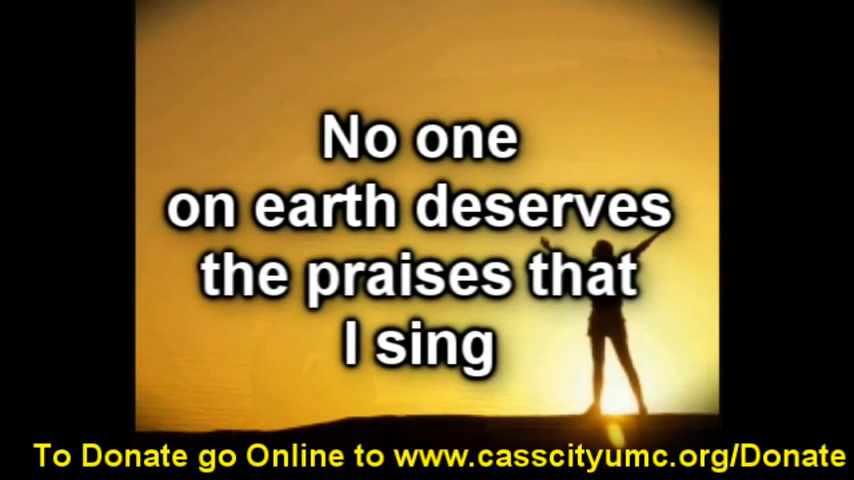 No one
on earth deserves
the praises that
I sing
To Donate go Online to www.casscityumc.org/Donate